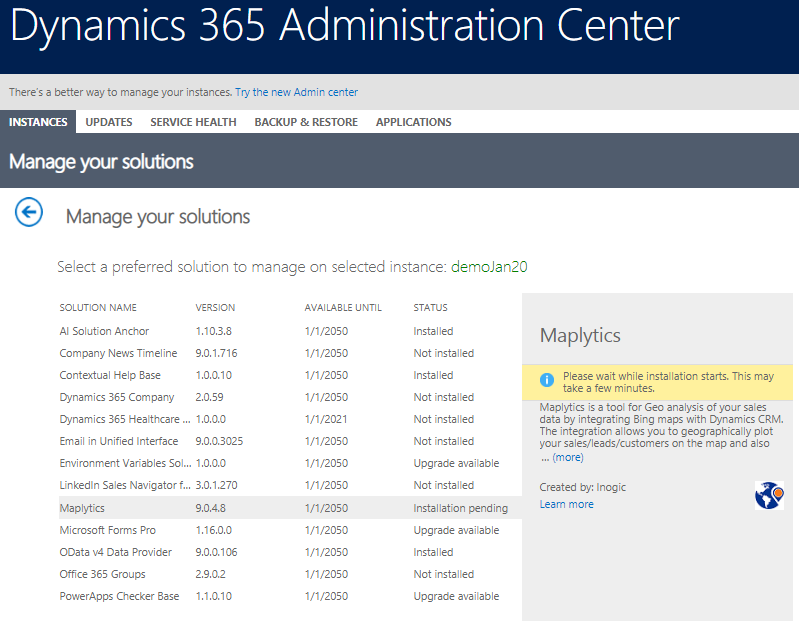 Dynamics 365 Administration Center
There's a better way to manage your instances. Try the new Admin center
INSTANCES UPDATES SERVICE HEALTH BACKUP & RESTORE APPLICATIONS
Manage your solutions
Manage your solutions
Select a preferred solution to manage on selected instance: demoJan20
SOLUTION NAME VERSION AVAILABLE UNTIL STATUS
AI Solution Anchor 1.10.3.8 1/1/2050 Installed
Company News Timeline 9.0.1.716 1/1/2050 Not installed
Contextual Help Base 1.0.0.10 1/1/2050 Installed
Dynamics 365 Company 2.0.59 1/1/2050 Not installed
Dynamics 365 Healthcare ... 1.0.0.0 1/1/2021 Not installed
Email in Unified Interface 9.0.0.3025 1/1/2050 Not installed
Environment Variables Sol... 1.0.0.0 1/1/2050 Upgrade available
LinkedIn Sales Navigator f... 3.0.1.270 1/1/2050 Not installed
Maplytics 9.0.4.8 1/1/2050 Installation pending
Microsoft Forms Pro 1.16.0.0 1/1/2050 Upgrade available
OData v4 Data Provider 9.0.0.106 1/1/2050 Installed
Office 365 Groups 2.9.0.2 1/1/2050 Not installed
PowerApps Checker Base 1.1.0.10 1/1/2050 Upgrade available
Maplytics
Please wait while installation starts. This may
take a few minutes.
Maplytics is a tool for Geo analysis of your sales
data by integrating Bing maps with Dynamics CRM.
The integration allows you to geographically plot
your sales/leads/customers on the map and also
... (more)
Created by: Inogic
Learn more